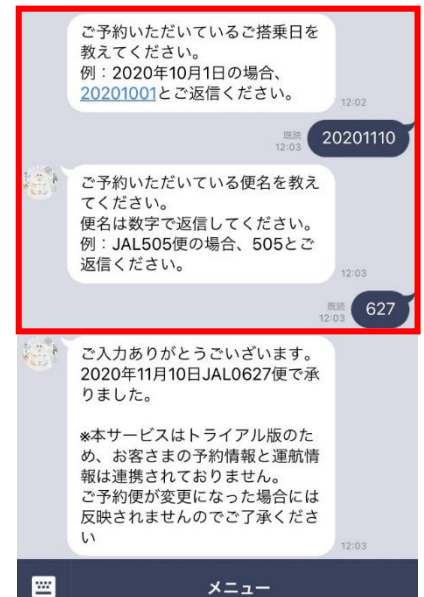 ご予約いただいているご搭乗日を
教えてください。
例：2020年10月1日の場合、
20201001とご返信ください。
12:02
既読
12:03
20201110
ご予約いただいている便名を教え
てください。
便名は数字で返信してください。
例：JAL505便の場合、505とご
返信ください。
12:03
既読
12:03
627
ご入力ありがとうごいざいます。
2020年11月10日JAL0627便で承
りました。
※本サービスはトライアル版のた
め、お客さまの予約情報と運航情
報は連携されておりません。
ご予約便が変更になった場合には
反映されませんのでご了承くださ
い
12:03
メニュー